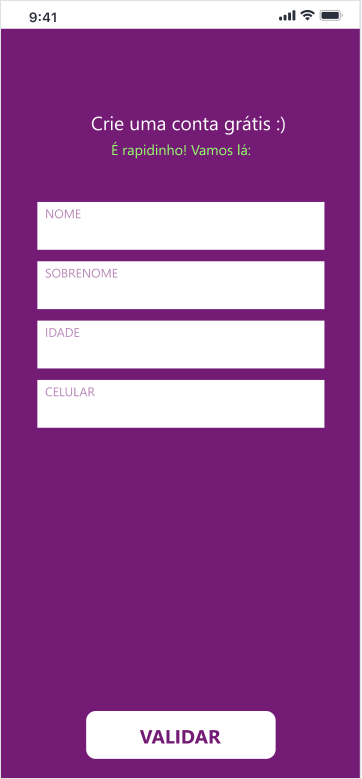 9:41
Crie uma conta grátis :)
É rapidinho! Vamos lá:
NOME
SOBRENOME
IDADE
CELULAR
VALIDAR